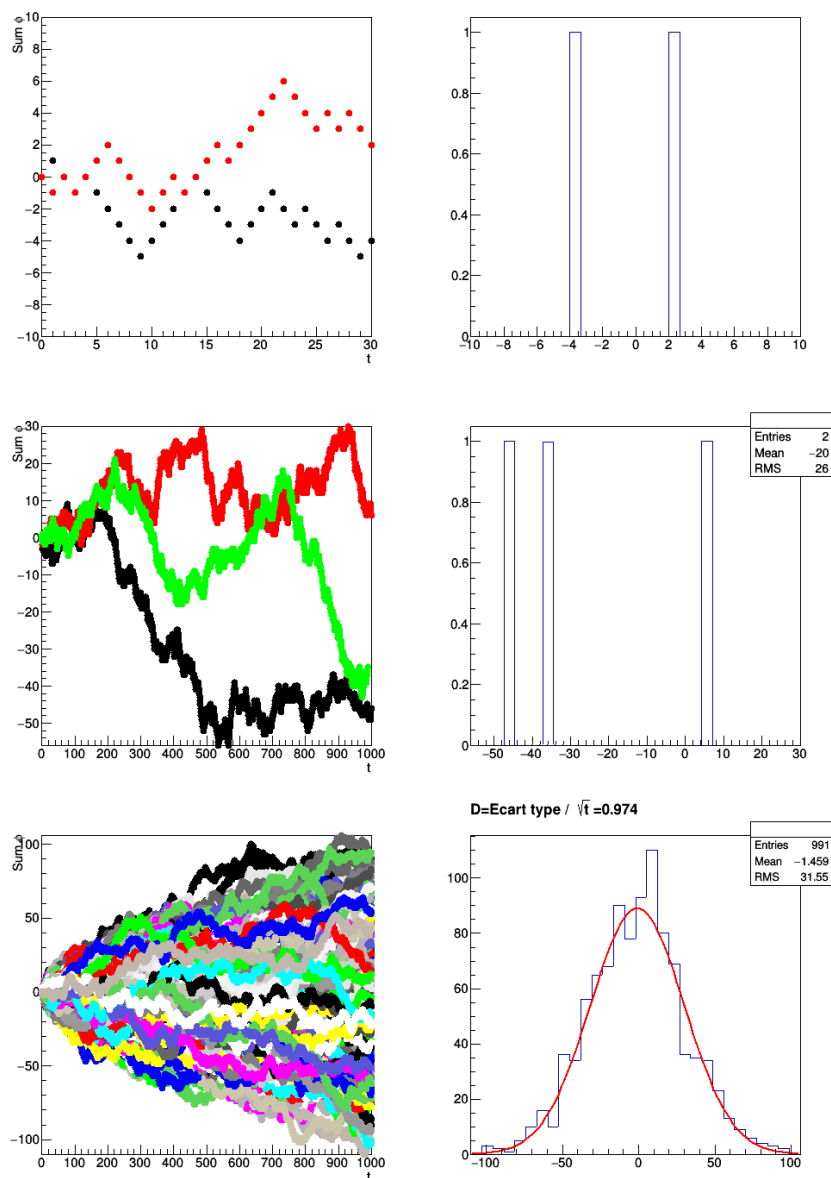 Sum ϕ
10
8
6
4
2
0
−2
−4
−6
−8
−10
0 5 10 15 20 25 30
t
1
0.8
0.6
0.4
0.2
0
−10 −8 −6 −4 −2 0 2 4 6 8 10
Sum ϕ
30
20
10
0
−10
−20
−30
−40
−50
0 100 200 300 400 500 600 700 800 900 1000
t
1
0.8
0.6
0.4
0.2
0
−50 −40 −30 −20 −10 0 10 20 30
Entries 2
Mean −20
RMS 26
Sum ϕ
100
50
0
−50
−100
0 100 200 300 400 500 600 700 800 900 1000
t
D=Ecart type / √t =0.974
100
80
60
40
20
0
−100 −50 0 50 100
Entries 991
Mean −1.459
RMS 31.55